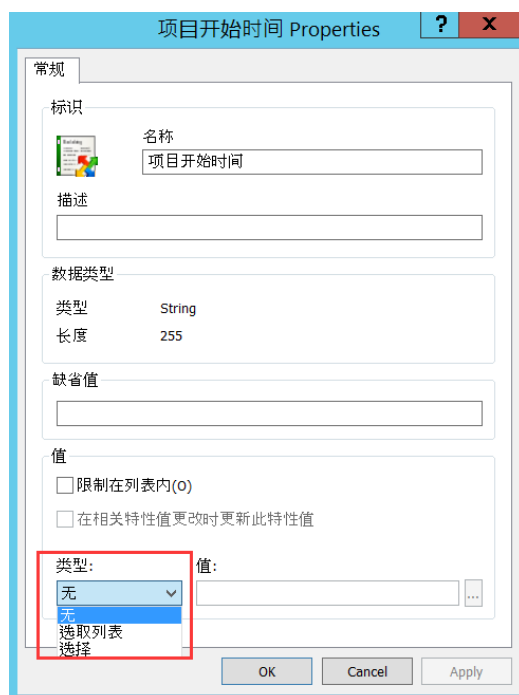 项目开始时间 Properties
? X
常规
标识
名称
项目开始时间
描述
数据类型
类型 String
长度 255
缺省值
值
限制在列表内(O)
在相关特性值更改时更新此特性值
类型: 值:
无
...
无
选取列表
选择
OK Cancel Apply